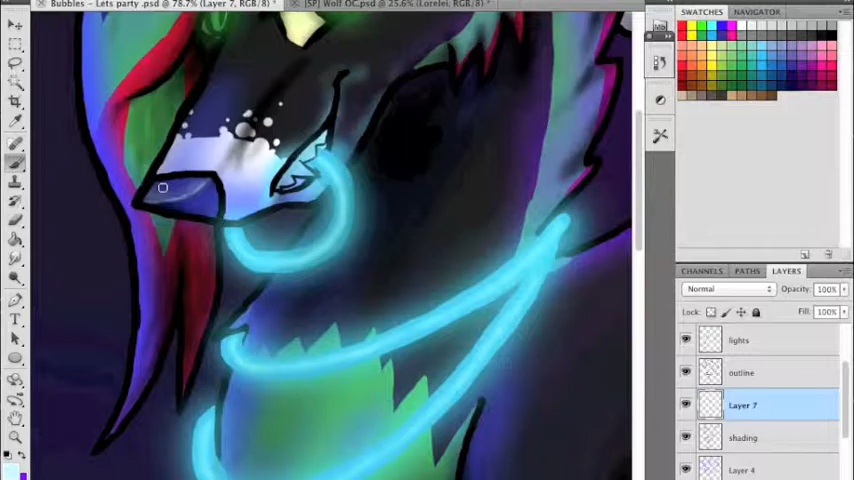 Bubbles - Lets party .psd @ 78.7% (Layer 7, RGB/8) *
[SP] Wolf OC.psd @ 25.6% (Lorelei, RGB/8) *
SWATCHES
NAVIGATOR
Mb
CHANNELS
PATHS
LAYERS
Normal
Opacity: 100%
Lock:
Fill: 100%
lights
outline
Layer 7
shading
Layer 4